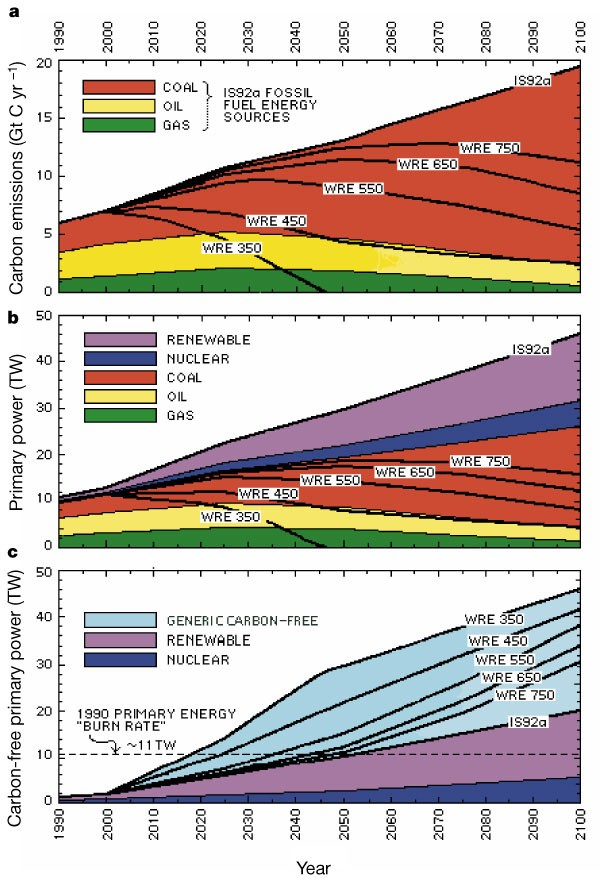 a
1990 2000 2010 2020 2030 2040 2050 2060 2070 2080 2090 2100
Carbon emissions (Gt C yr –1)
20
15
10
5
0
COAL
OIL
GAS
IS92a FOSSIL
FUEL ENERGY
SOURCES
IS92a
WRE 750
WRE 650
WRE 550
WRE 450
WRE 350
b
Primary power (TW)
50
40
30
20
10
0
RENEWABLE
NUCLEAR
COAL
OIL
GAS
IS92a
WRE 750
WRE 650
WRE 550
WRE 450
WRE 350
c
Carbon-free primary power (TW)
50
40
30
20
10
0
GENERIC CARBON-FREE
RENEWABLE
NUCLEAR
WRE 350
WRE 450
WRE 550
WRE 650
WRE 750
IS92a
1990 PRIMARY ENERGY
"BURN RATE"
~11TW
1990 2000 2010 2020 2030 2040 2050 2060 2070 2080 2090 2100
Year